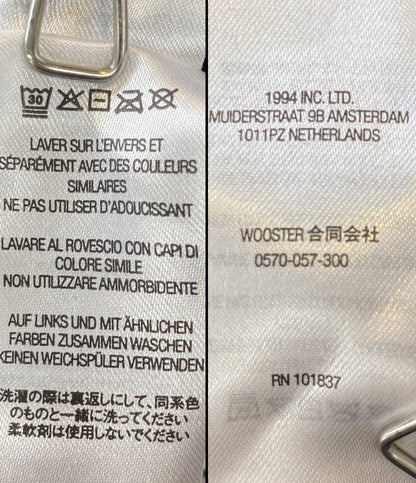 30
LAVER SUR L'ENVERS ET
SÉPARÉMENT AVEC DES COULEURS
SIMILAIRES
NE PAS UTILISER D'ADOUCISSANT
LAVARE AL ROVESCIO CON CAPI DI
COLORE SIMILE
NON UTILIZZARE AMMORBIDENTE
AUF LINKS UND MIT ÄHNLICHEN
FARBEN ZUSAMMEN WASCHEN
KEINEN WEICHSPÜLER VERWENDEN
洗濯の際は裏返しにして、同系色
のものと一緒に洗ってください
柔軟剤は使用しないでください
1994 INC. LTD.
MUIDERSTRAAT 9B AMSTERDAM
1011PZ NETHERLANDS
WOOSTER 合同会社
0570-057-300
RN 101837